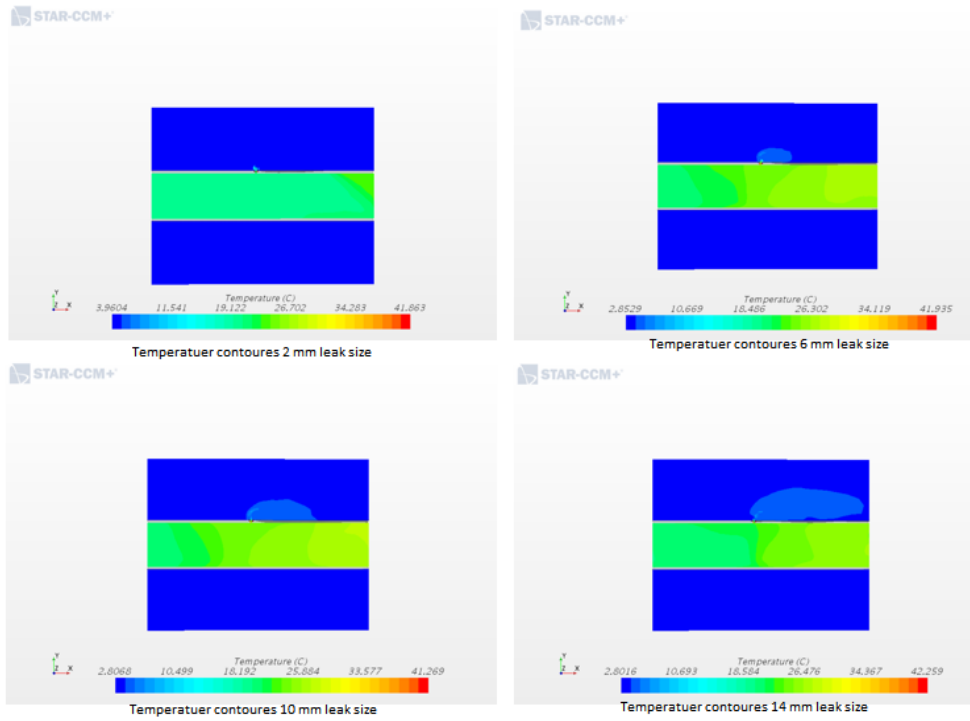 STAR-CCM+
Y
Z X
Temperature (C)
3.9604 11.541 19.122 26.702 34.283 41.863
Temperatuer contoures 2 mm leak size
STAR-CCM+
Y
Z X
Temperature (C)
2.8529 10.669 18.486 26.302 34.119 41.935
Temperatuer contoures 6 mm leak size
STAR-CCM+
Y
Z X
Temperature (C)
2.8068 10.499 18.192 25.884 33.577 41.269
Temperatuer contoures 10 mm leak size
STAR-CCM+
Y
Z X
Temperature (C)
2.8016 10.693 18.584 26.476 34.367 42.259
Temperatuer contoures 14 mm leak size